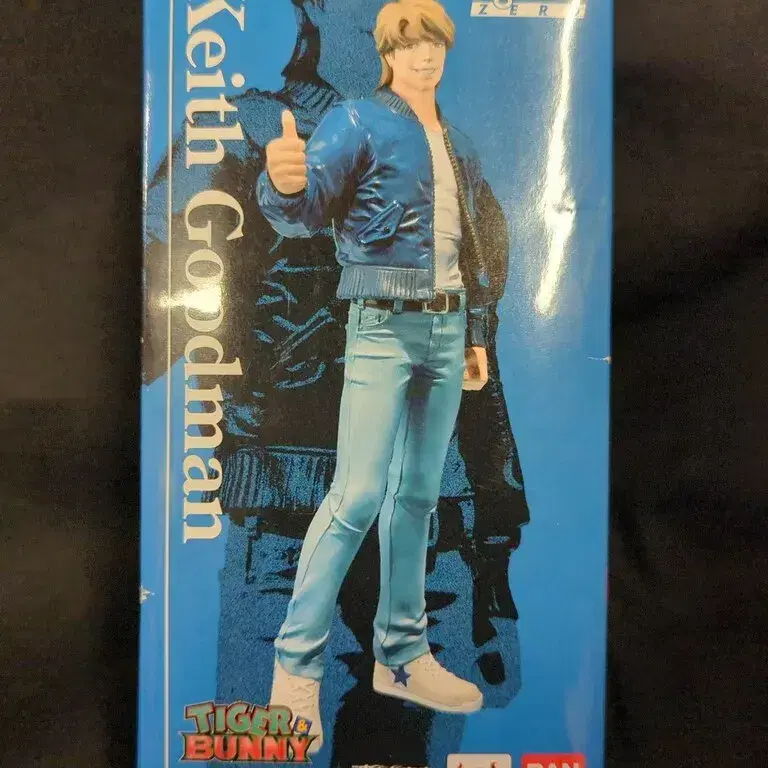 ZERO
Keith Goodman
TIGER &
BUNNY
BAN